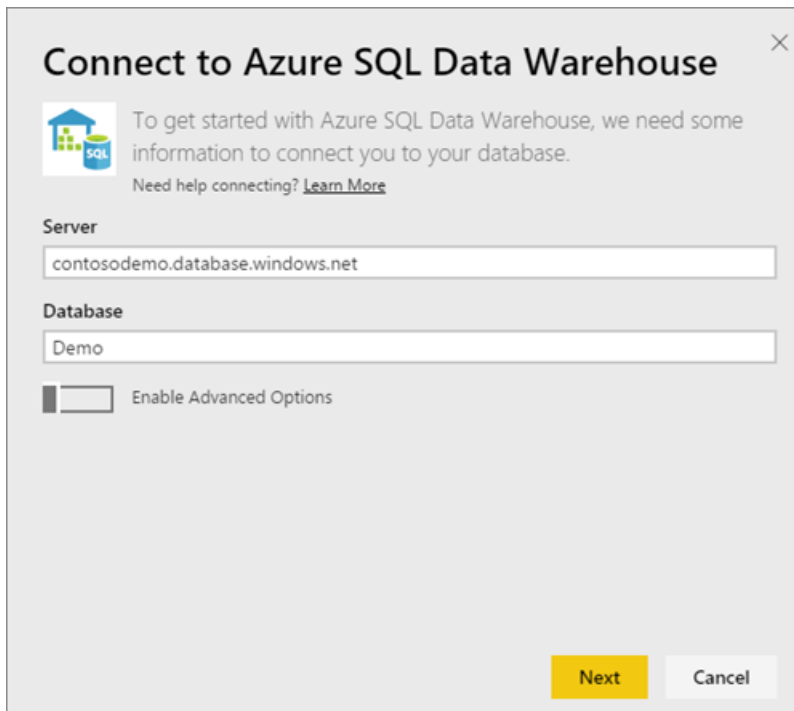 Connect to Azure SQL Data Warehouse
SQL
To get started with Azure SQL Data Warehouse, we need some
information to connect you to your database.
Need help connecting? Learn More
Server
contosodemo.database.windows.net
Database
Demo
Enable Advanced Options
Next
Cancel